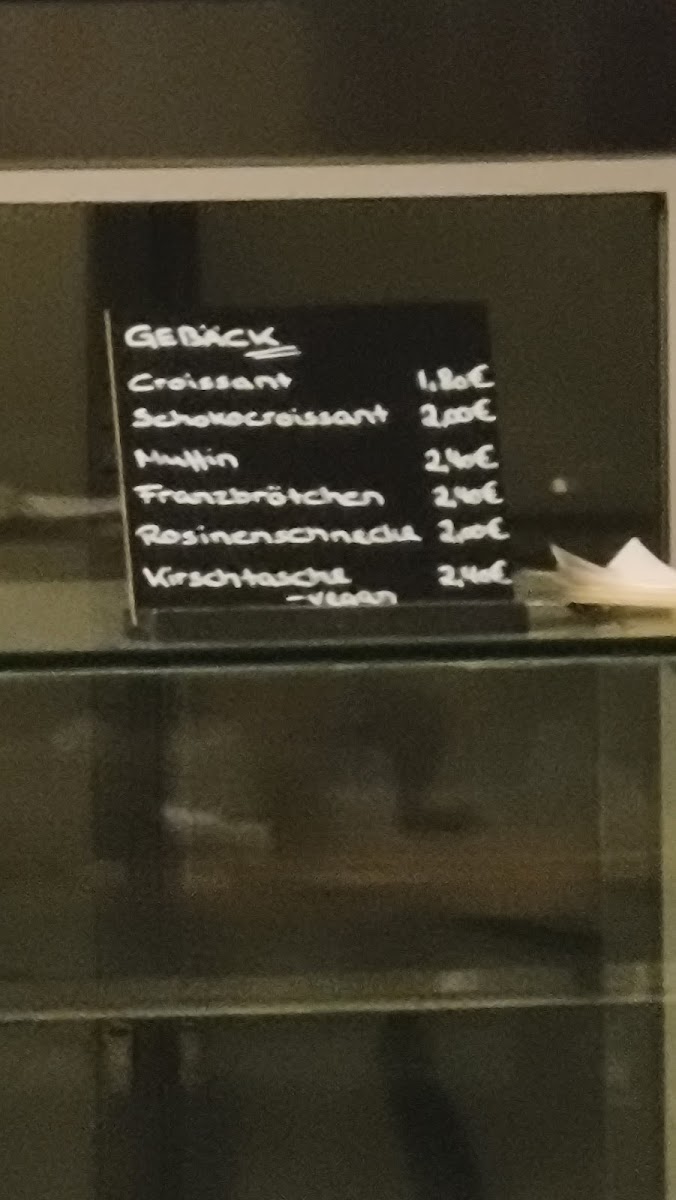 GEBÄCK
Croissant 1,80€
Schokocroissant 2,00€
Muffin 2,40€
Franzbrötchen 2,40€
Rosinenschnecke 2,00€
Kirschtasche 2,40€
-vegan